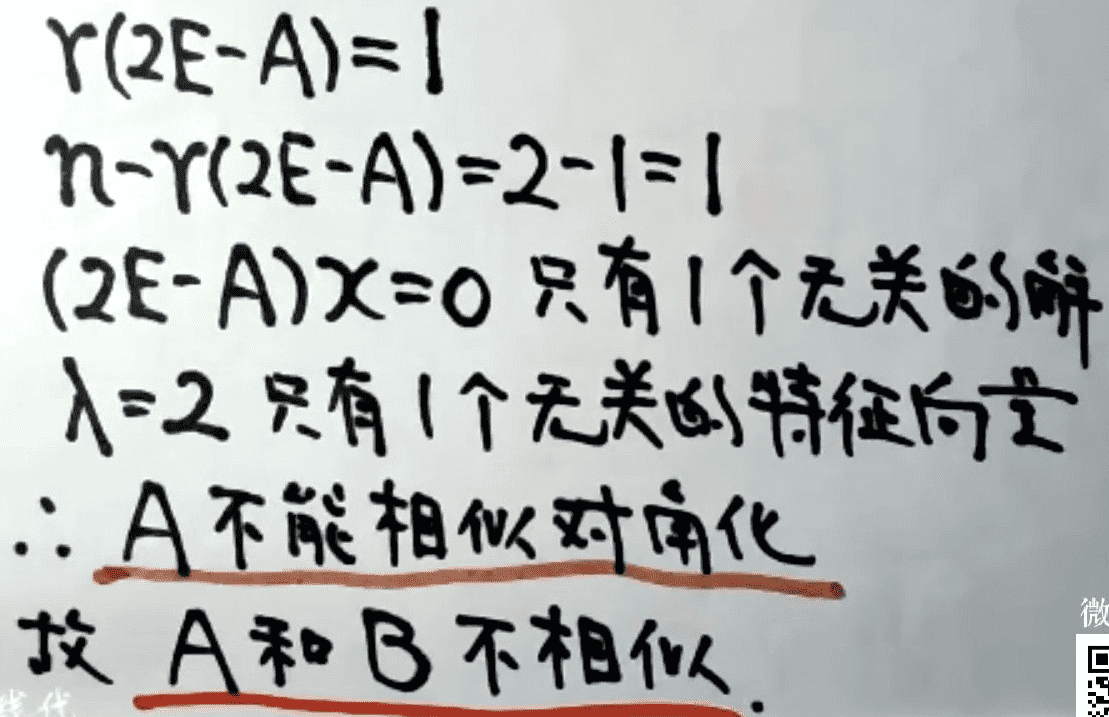 r(2E-A)=1
n-r(2E-A)=2-1=1
(2E-A)x=0 只有1个无关的解
λ=2 只有1个无关的特征向量
∴ A不能相似对角化
故 A和B不相似.
微
线代